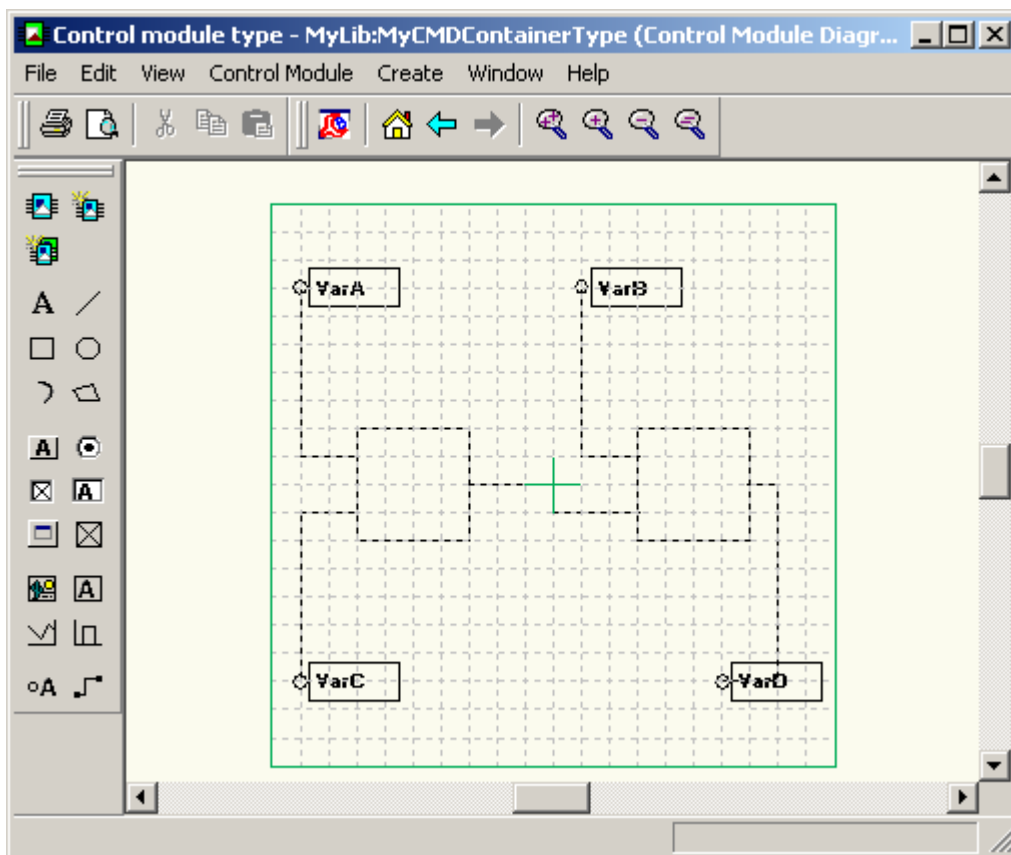 Control module type - MyLib:MyCMDContainerType (Control Module Diagr...
File Edit View Control Module Create Window Help
A
A
A
A
A
VarA
VarB
VarC
VarD